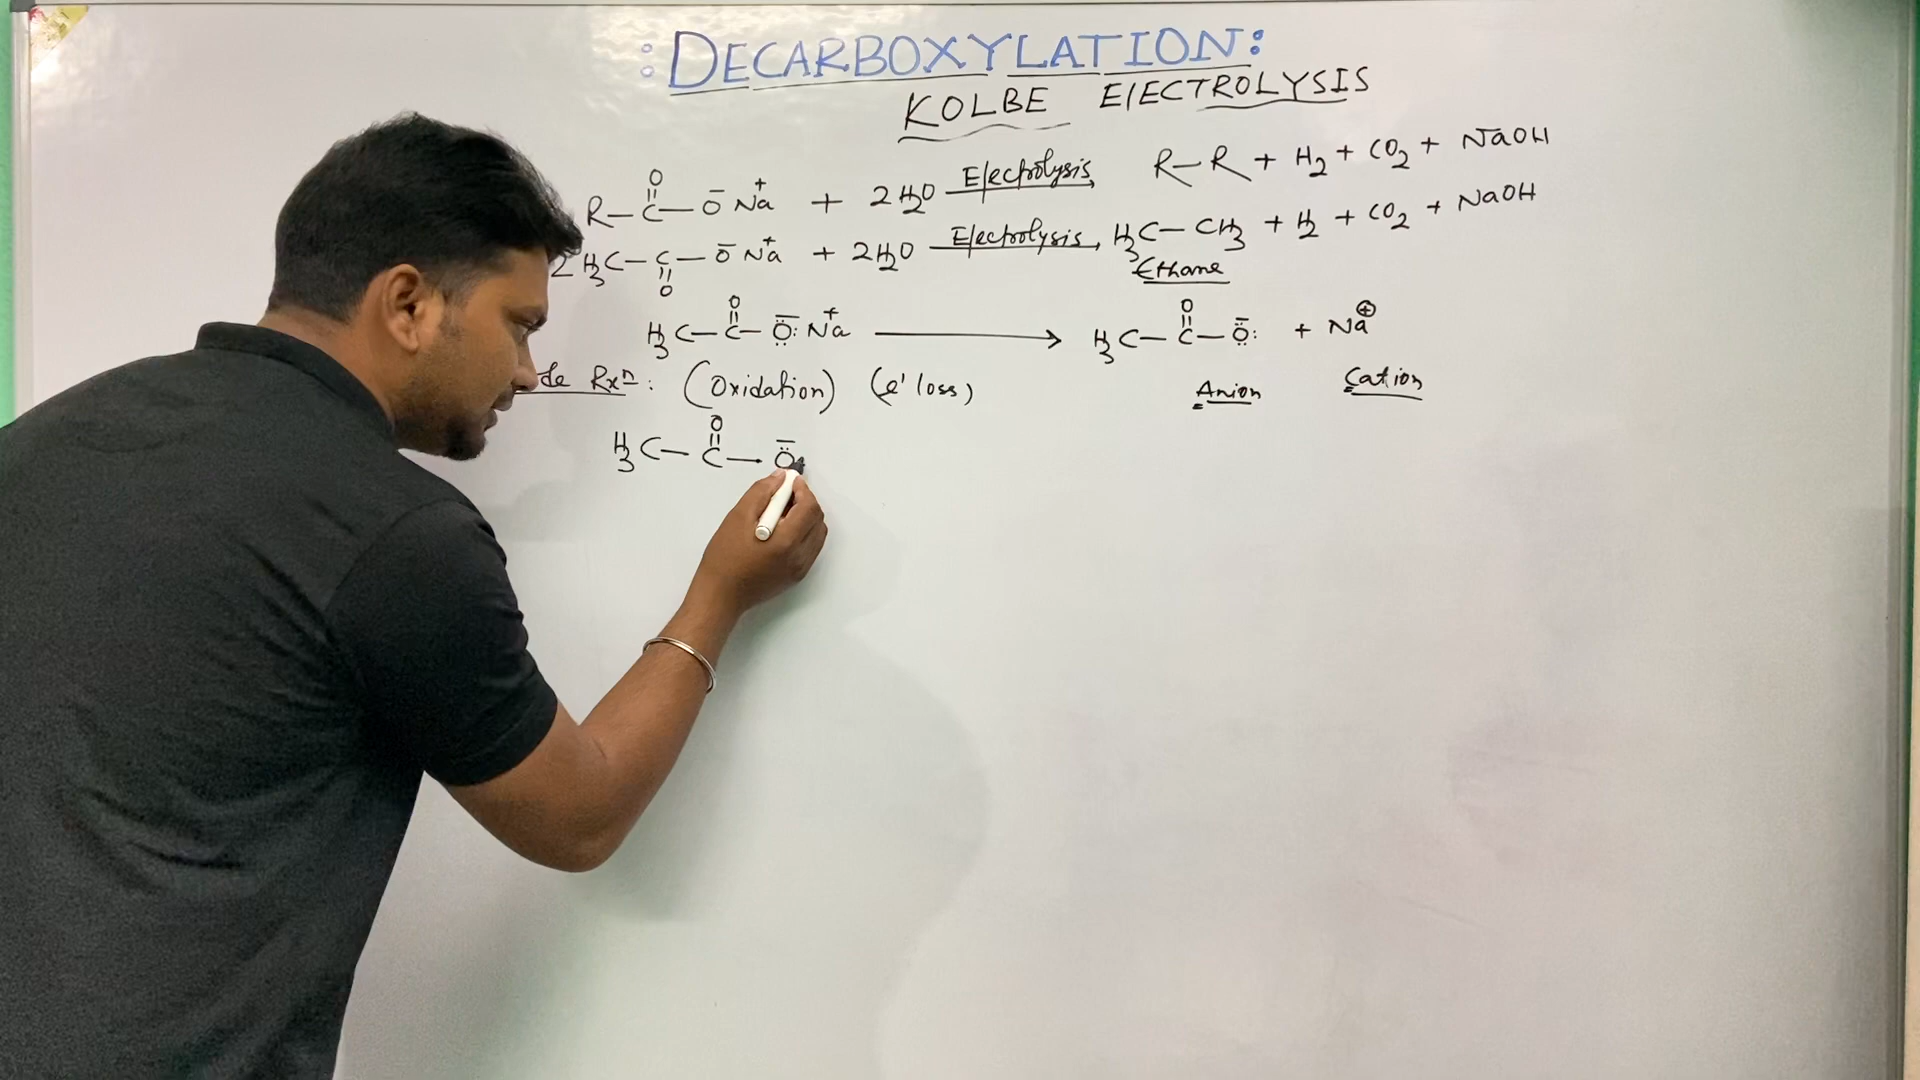 : DECARBOXYLATION:
KOLBE ElECTROLYSIS
O
R–C–O⁻Na⁺ + 2H₂O Electrolysis R–R + H₂ + CO₂ + NaOH
2H₃C–C–O⁻Na⁺ + 2H₂O Electrolysis H₃C–CH₃ + H₂ + CO₂ + NaOH
O
Ethane
O O
H₃C–C–Ö:⁻Na⁺ → H₃C–C–Ö:⁻ + Na⊕
de Rxⁿ: (Oxidation) (e' loss) Anion Cation
O
H₃C–C–Ö⁻